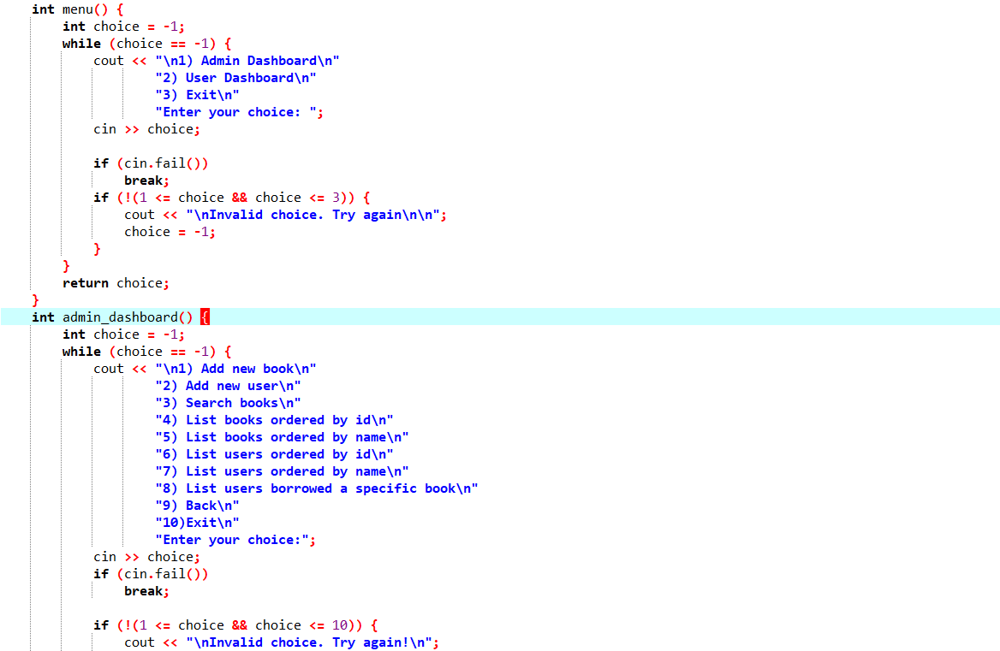 int menu() {
int choice = -1;
while (choice == -1) {
cout << "\n1) Admin Dashboard\n"
"2) User Dashboard\n"
"3) Exit\n"
"Enter your choice: ";
cin >> choice;
if (cin.fail())
break;
if (!(1 <= choice && choice <= 3)) {
cout << "\nInvalid choice. Try again\n\n";
choice = -1;
}
}
return choice;
}
int admin_dashboard() {
int choice = -1;
while (choice == -1) {
cout << "\n1) Add new book\n"
"2) Add new user\n"
"3) Search books\n"
"4) List books ordered by id\n"
"5) List books ordered by name\n"
"6) List users ordered by id\n"
"7) List users ordered by name\n"
"8) List users borrowed a specific book\n"
"9) Back\n"
"10)Exit\n"
"Enter your choice:";
cin >> choice;
if (cin.fail())
break;
if (!(1 <= choice && choice <= 10)) {
cout << "\nInvalid choice. Try again!\n";